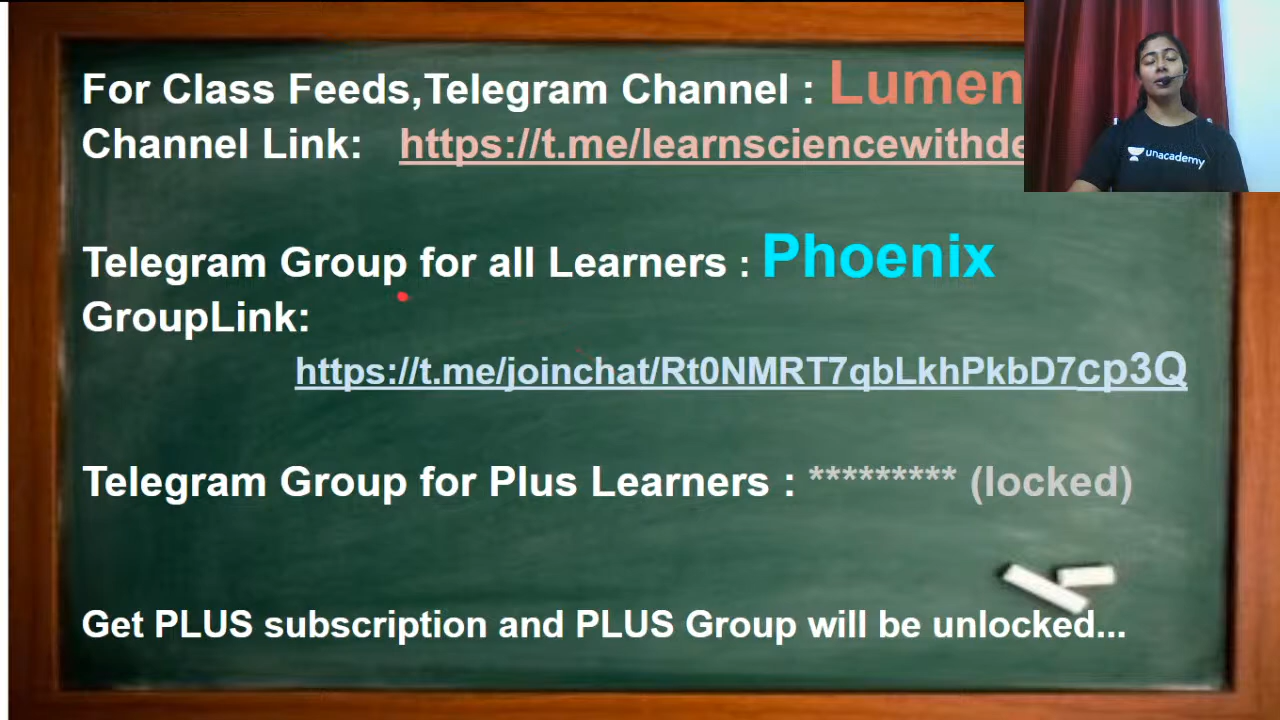 For Class Feeds,Telegram Channel : Lumen
Channel Link: https://t.me/learnsciencewithde
unacademy
Telegram Group for all Learners : Phoenix
GroupLink:
https://t.me/joinchat/Rt0NMRT7qbLkhPkbD7cp3Q
Telegram Group for Plus Learners : ********* (locked)
Get PLUS subscription and PLUS Group will be unlocked...